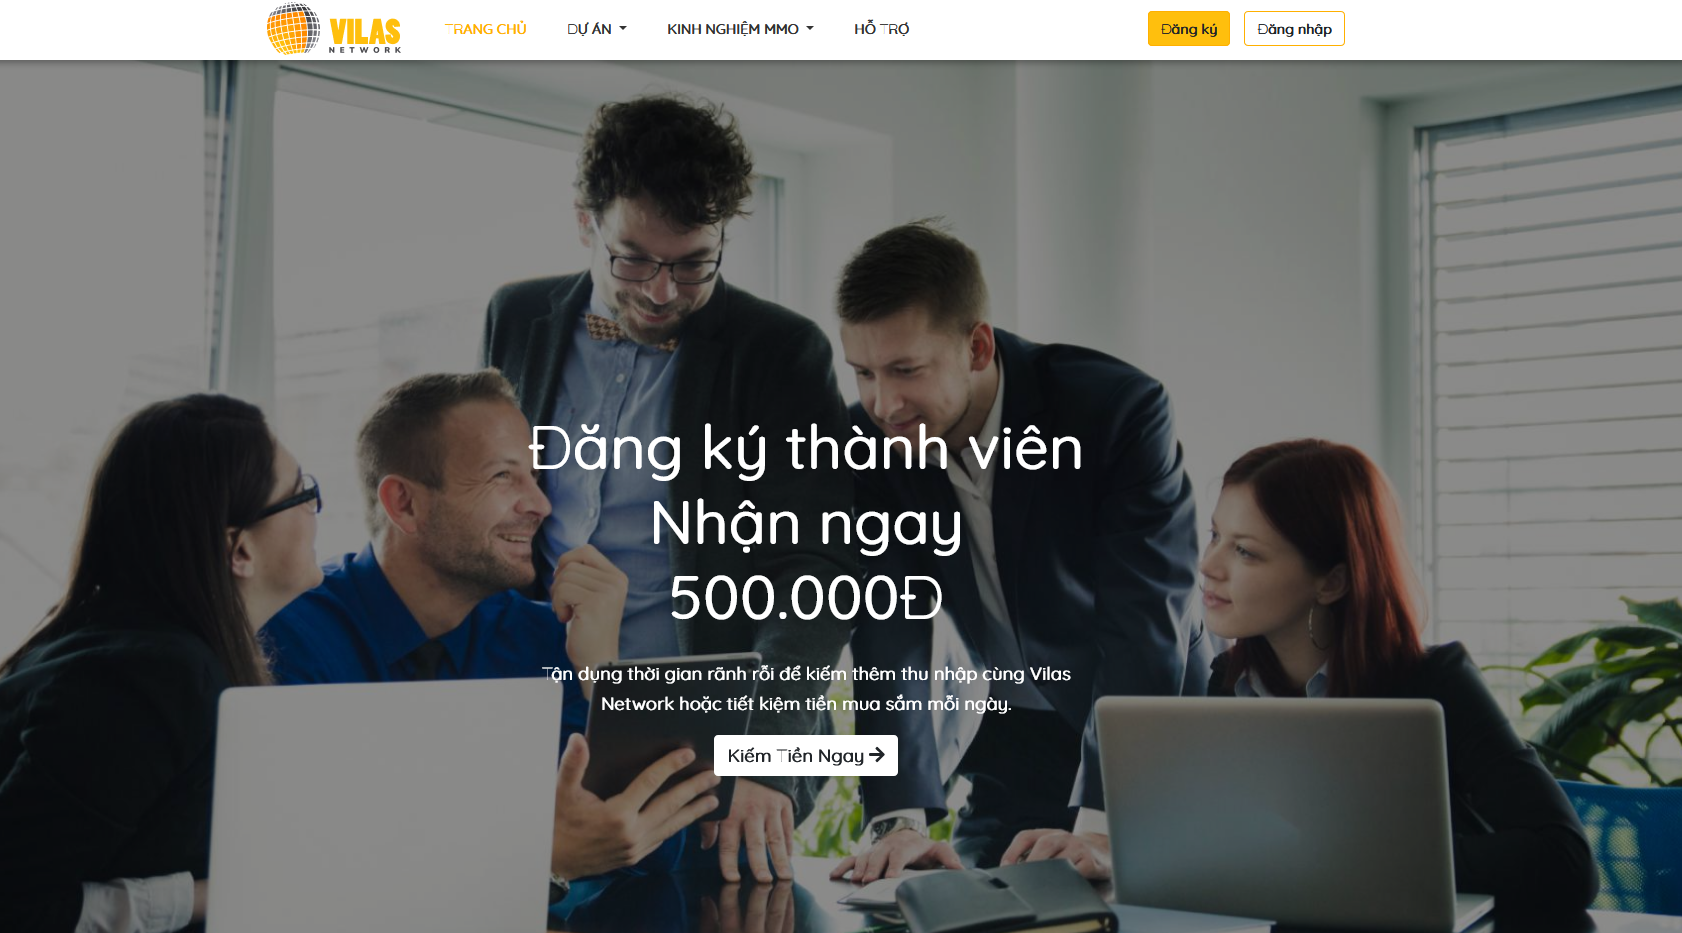 VILAS
NETWORK
TRANG CHỦ
DỰ ÁN
KINH NGHIỆM MMO
HỖ TRỢ
Đăng ký
Đăng nhập
Đăng ký thành viên
Nhận ngay
500.000Đ
Tận dụng thời gian rãnh rỗi để kiếm thêm thu nhập cùng Vilas
Network hoặc tiết kiệm tiền mua sắm mỗi ngày.
Kiếm Tiền Ngay